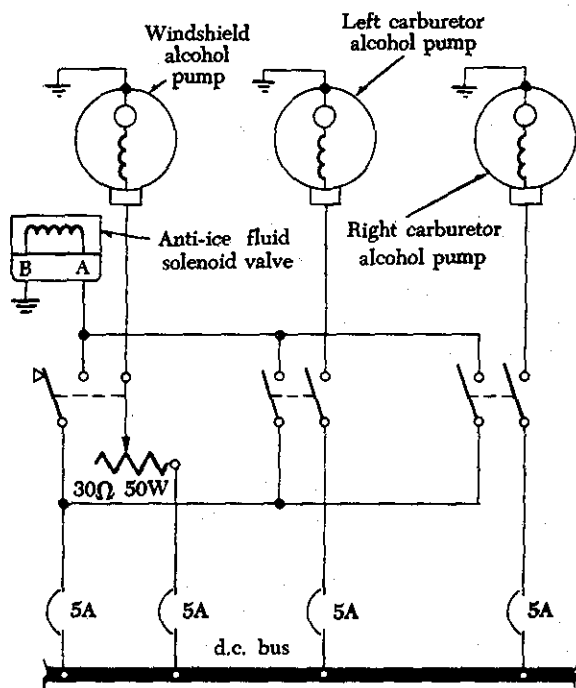 Windshield
alcohol
pump
Left carburetor
alcohol pump
Anti-ice fluid
solenoid valve
B A
Right carburetor
alcohol pump
30Ω 50W
5A 5A 5A 5A
d.c. bus